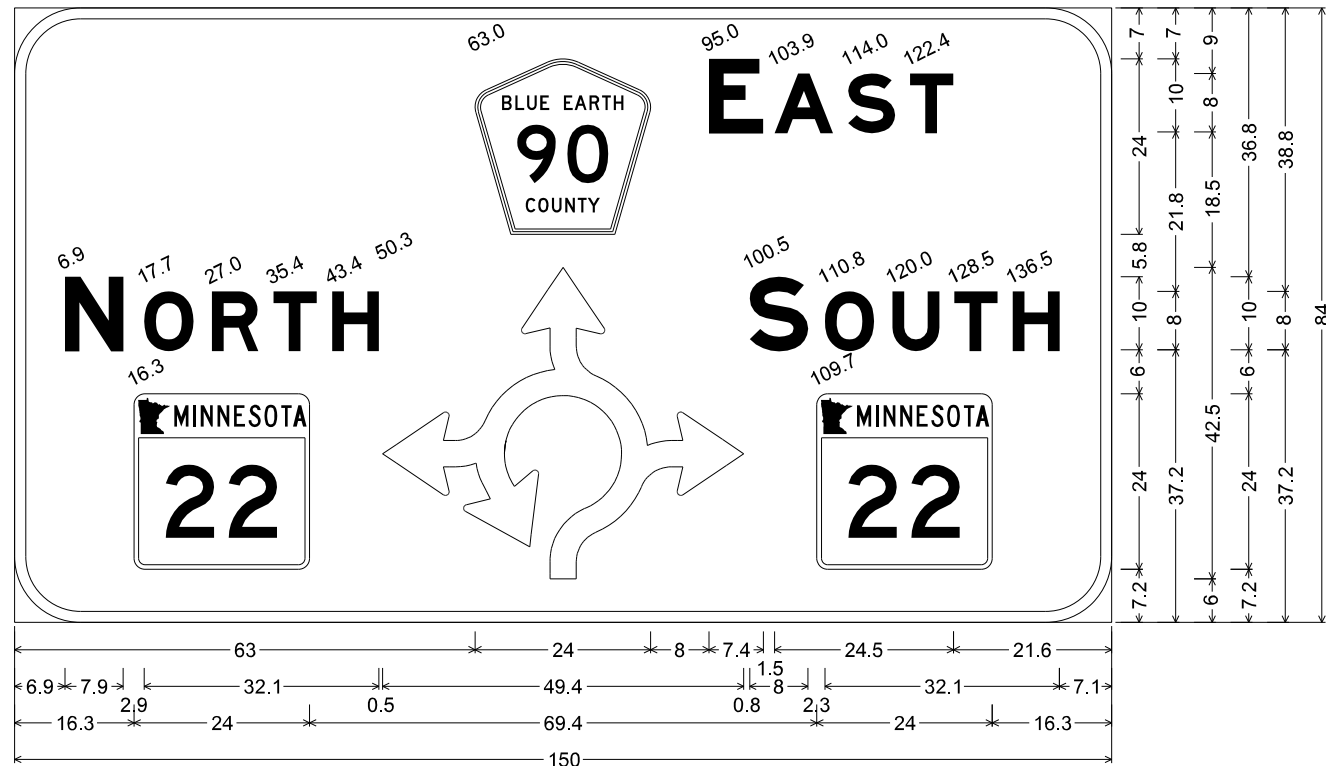 63.0
95.0 103.9 114.0 122.4
EAST
BLUE EARTH
90
COUNTY
6.9 17.7 27.0 35.4 43.4 50.3
NORTH
100.5 110.8 120.0 128.5 136.5
SOUTH
16.3
MINNESOTA
22
109.7
MINNESOTA
22
7 24 5.8 10 6 24 7.2
7 10 21.8 8 37.2
9 8 18.5 42.5 6
36.8 10 6 24 7.2
38.8 8 37.2
84
63 24 8 7.4 1.5 24.5 21.6
6.9 7.9 2.9 32.1 0.5 49.4 0.8 8 2.3 32.1 7.1
16.3 24 69.4 24 16.3
150